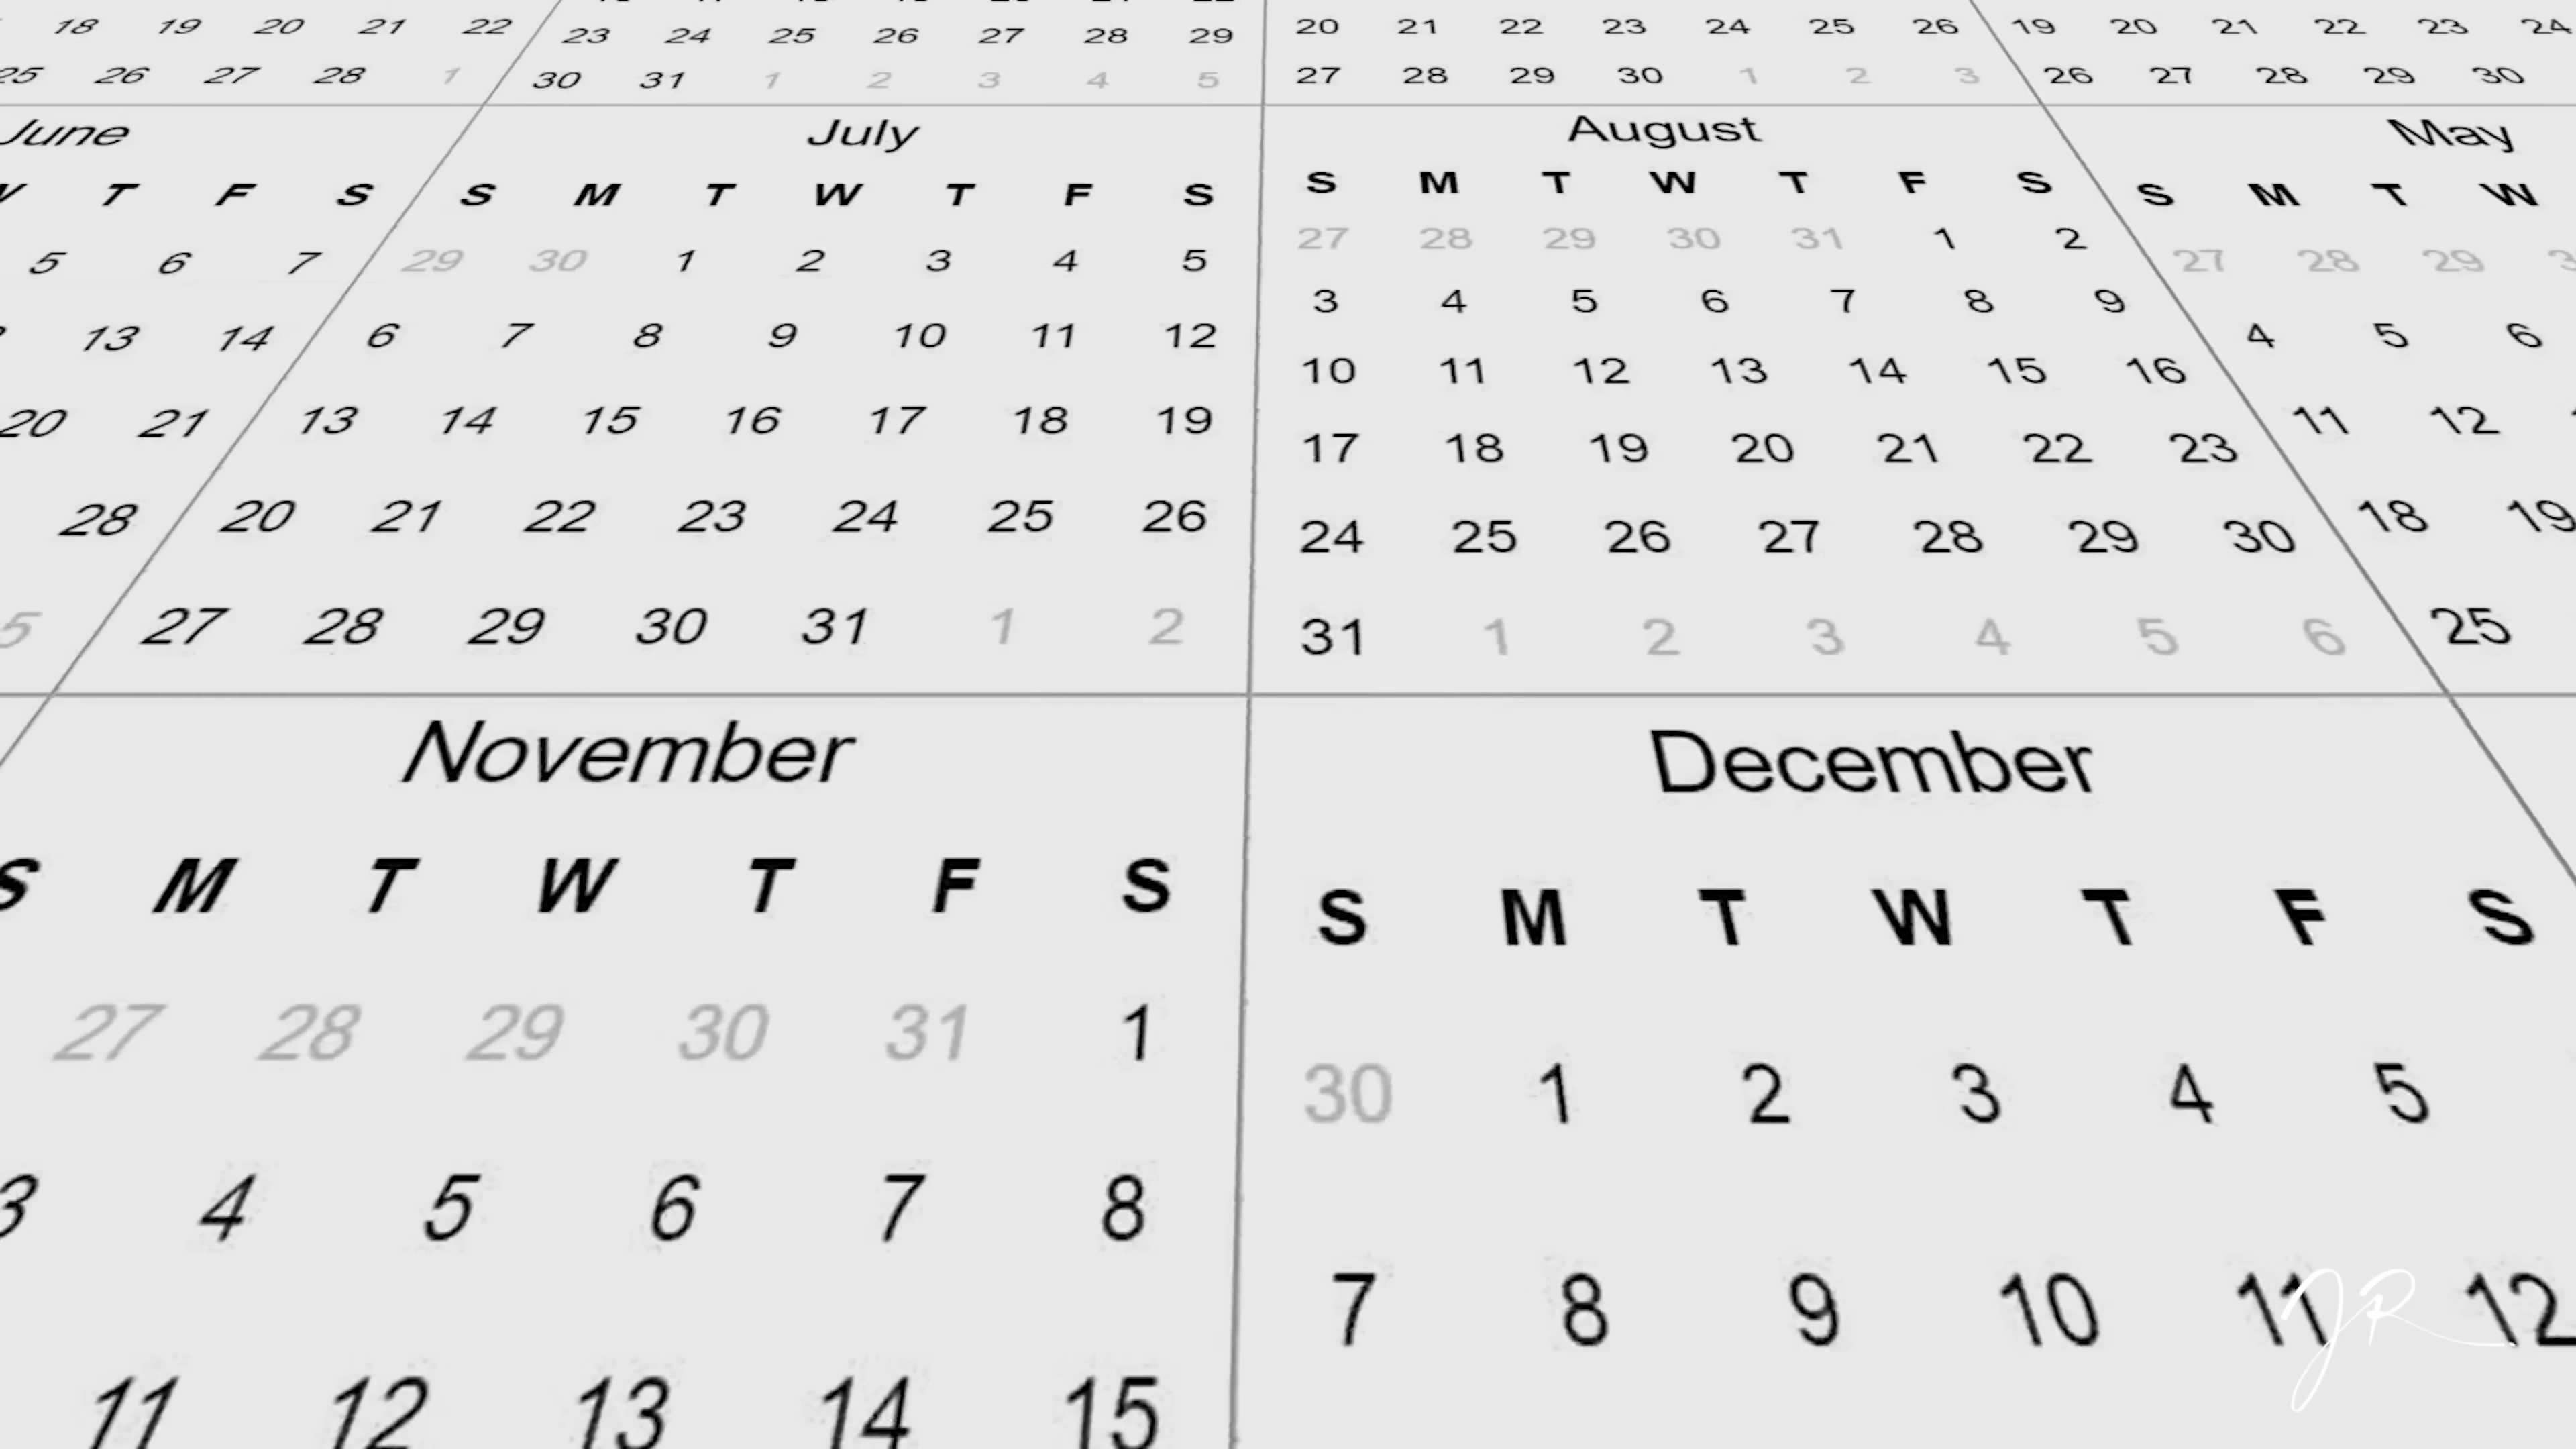 18 19 20 21 22
25 26 27 28 1
23 24 25 26 27 28 29
30 31 1 2 3 4 5
20 21 22 23 24 25 26
27 28 29 30 1 2 3
19 20 21 22 23 24
26 27 28 29 30
June
T F S
5 6 7
13 14
20 21
28
5
July
S M T W T F S
29 30 1 2 3 4 5
6 7 8 9 10 11 12
13 14 15 16 17 18 19
20 21 22 23 24 25 26
27 28 29 30 31 1 2
August
S M T W T F S
27 28 29 30 31 1 2
3 4 5 6 7 8 9
10 11 12 13 14 15 16
17 18 19 20 21 22 23
24 25 26 27 28 29 30
31 1 2 3 4 5 6
May
S M T W
27 28 29
4 5 6
11 12
18 19
25
November
S M T W T F S
27 28 29 30 31 1
3 4 5 6 7 8
11 12 13 14 15
December
S M T W T F S
30 1 2 3 4 5
7 8 9 10 11 12
JR